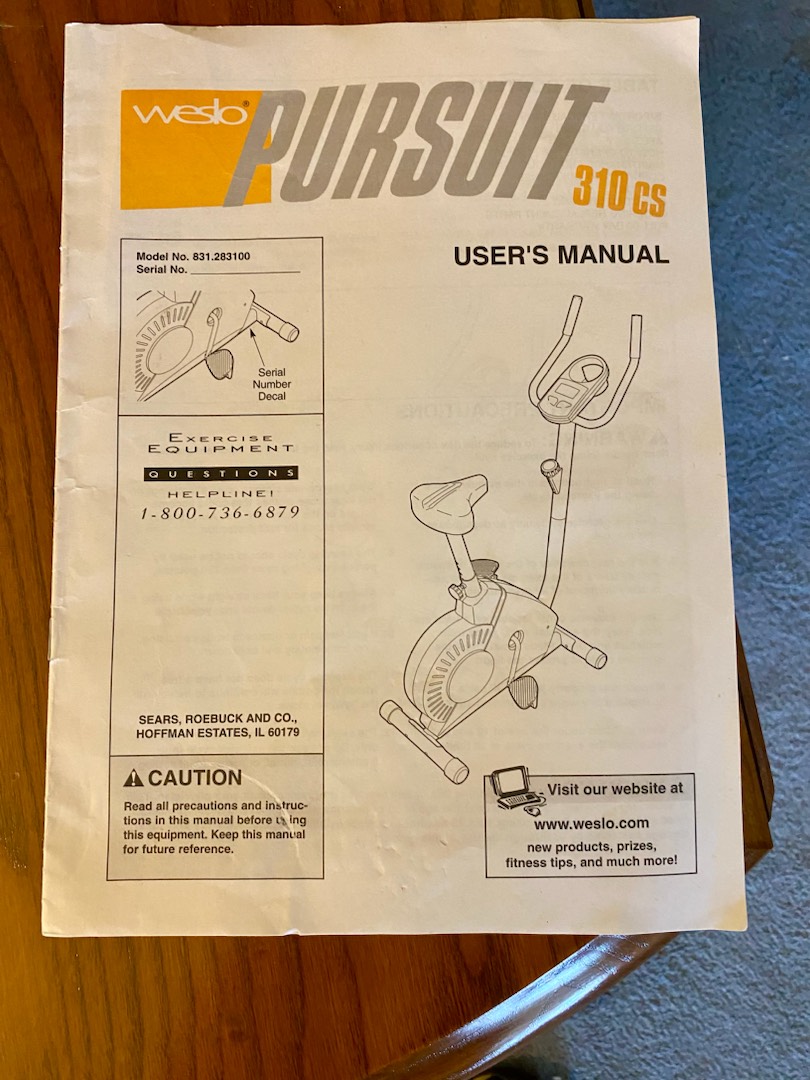 weslo® PURSUIT
310 CS
USER'S MANUAL
Model No. 831.283100
Serial No.
Serial
Number
Decal
EXERCISE
EQUIPMENT
QUESTIONS
HELPLINE!
1-800-736-6879
SEARS, ROEBUCK AND CO.,
HOFFMAN ESTATES, IL 60179
CAUTION
Read all precautions and instruc-
tions in this manual before using
this equipment. Keep this manual
for future reference.
Visit our website at
www.weslo.com
new products, prizes,
fitness tips, and much more!